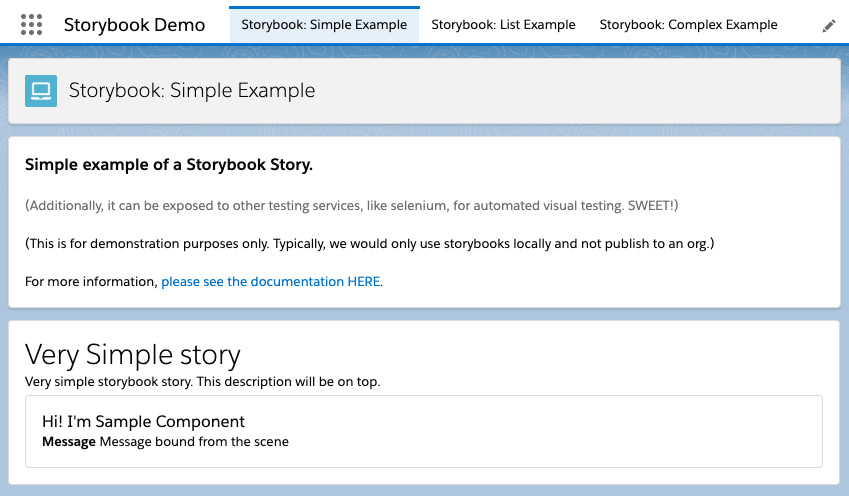 Storybook Demo
Storybook: Simple Example
Storybook: List Example
Storybook: Complex Example
Storybook: Simple Example
Simple example of a Storybook Story.
(Additionally, it can be exposed to other testing services, like selenium, for automated visual testing. SWEET!)
(This is for demonstration purposes only. Typically, we would only use storybooks locally and not publish to an org.)
For more information, please see the documentation HERE.
Very Simple story
Very simple storybook story. This description will be on top.
Hi! I'm Sample Component
Message Message bound from the scene